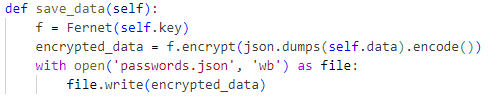 def save_data(self):
    f = Fernet(self.key)
    encrypted_data = f.encrypt(json.dumps(self.data).encode())
    with open('passwords.json', 'wb') as file:
        file.write(encrypted_data)